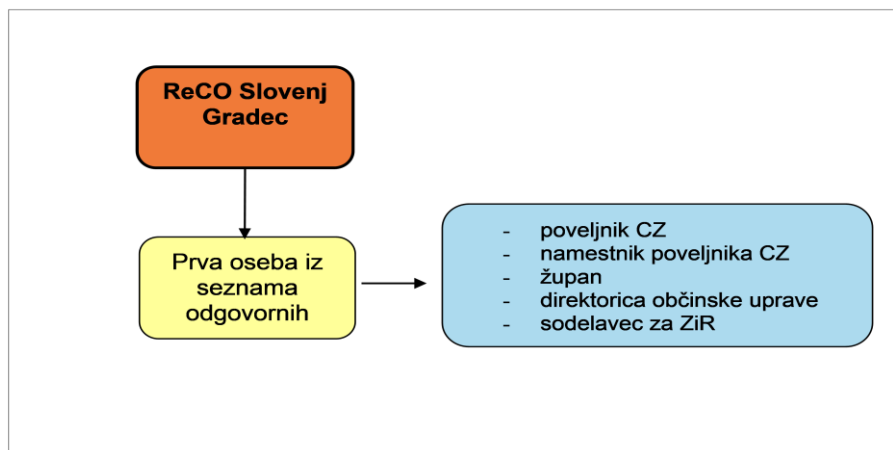 ReCO Slovenj
Gradec
Prva oseba iz
seznama
odgovornih
- poveljnik CZ
- namestnik poveljnika CZ
- župan
- direktorica občinske uprave
- sodelavec za ZiR